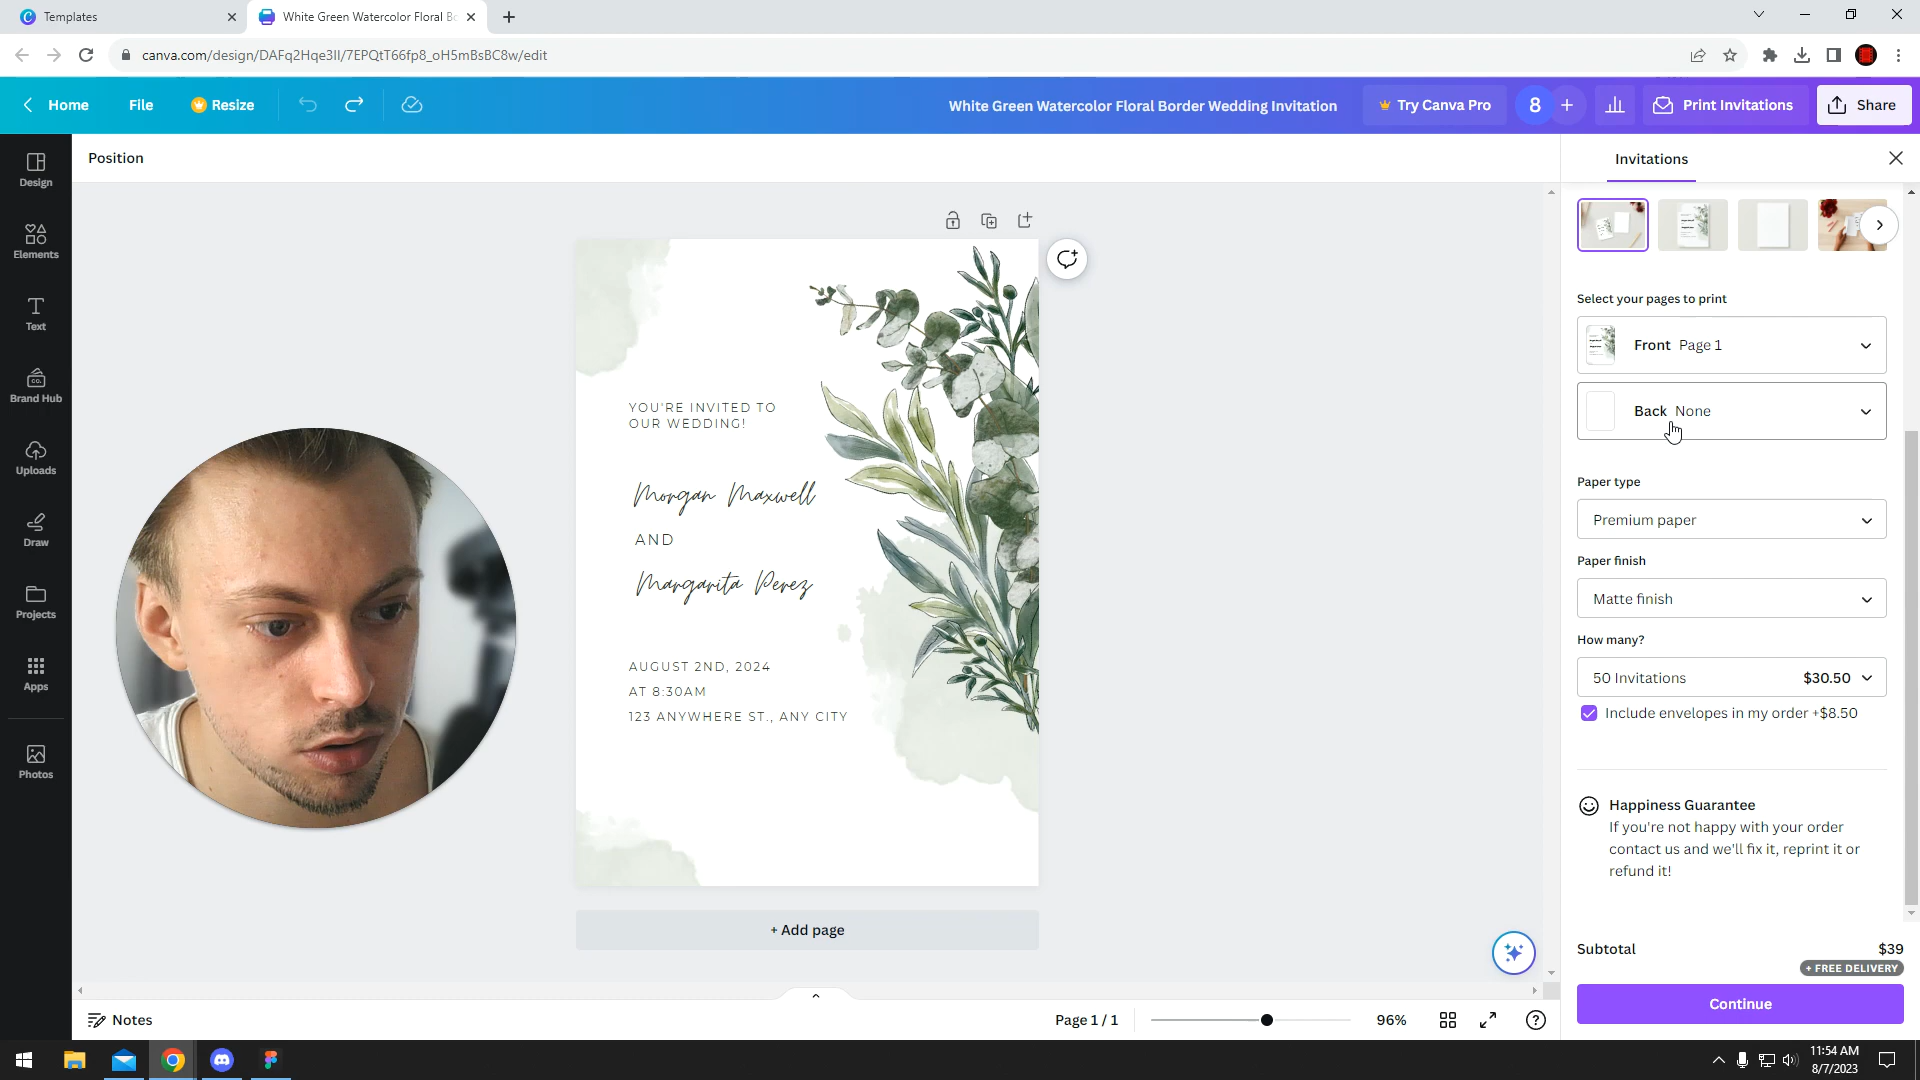 Templates
White Green Watercolor Floral Bo
canva.com/design/DAFq2Hqe3lI/7EPQtT66fp8_oH5mBsBC8w/edit
Home
File
Resize
White Green Watercolor Floral Border Wedding Invitation
Try Canva Pro
8
Print Invitations
Share
Design
Elements
Text
CO.
Brand Hub
Uploads
Draw
Projects
Apps
Photos
Position
YOU'RE INVITED TO
OUR WEDDING!
Morgan Maxwell
AND
Margarita Perez
AUGUST 2ND, 2024
AT 8:30AM
123 ANYWHERE ST., ANY CITY
+ Add page
Invitations
Select your pages to print
Front Page 1
Back None
Paper type
Premium paper
Paper finish
Matte finish
How many?
50 Invitations $30.50
Include envelopes in my order +$8.50
Happiness Guarantee
If you're not happy with your order
contact us and we'll fix it, reprint it or
refund it!
Subtotal $39
+ FREE DELIVERY
Continue
Notes
Page 1 / 1
96%
11:54 AM
8/7/2023